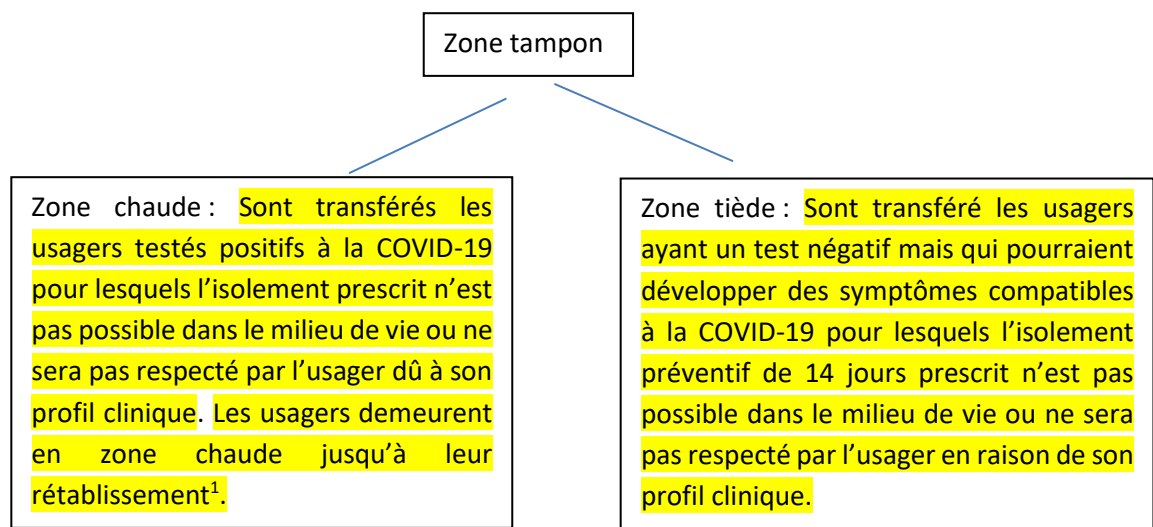 Zone tampon
Zone chaude : Sont transférés les
usagers testés positifs à la COVID-19
pour lesquels l’isolement prescrit n’est
pas possible dans le milieu de vie ou ne
sera pas respecté par l’usager dû à son
profil clinique. Les usagers demeurent
en zone chaude jusqu’à leur
rétablissement¹.
Zone tiède : Sont transféré les usagers
ayant un test négatif mais qui pourraient
développer des symptômes compatibles
à la COVID-19 pour lesquels l’isolement
préventif de 14 jours prescrit n’est pas
possible dans le milieu de vie ou ne sera
pas respecté par l’usager en raison de son
profil clinique.